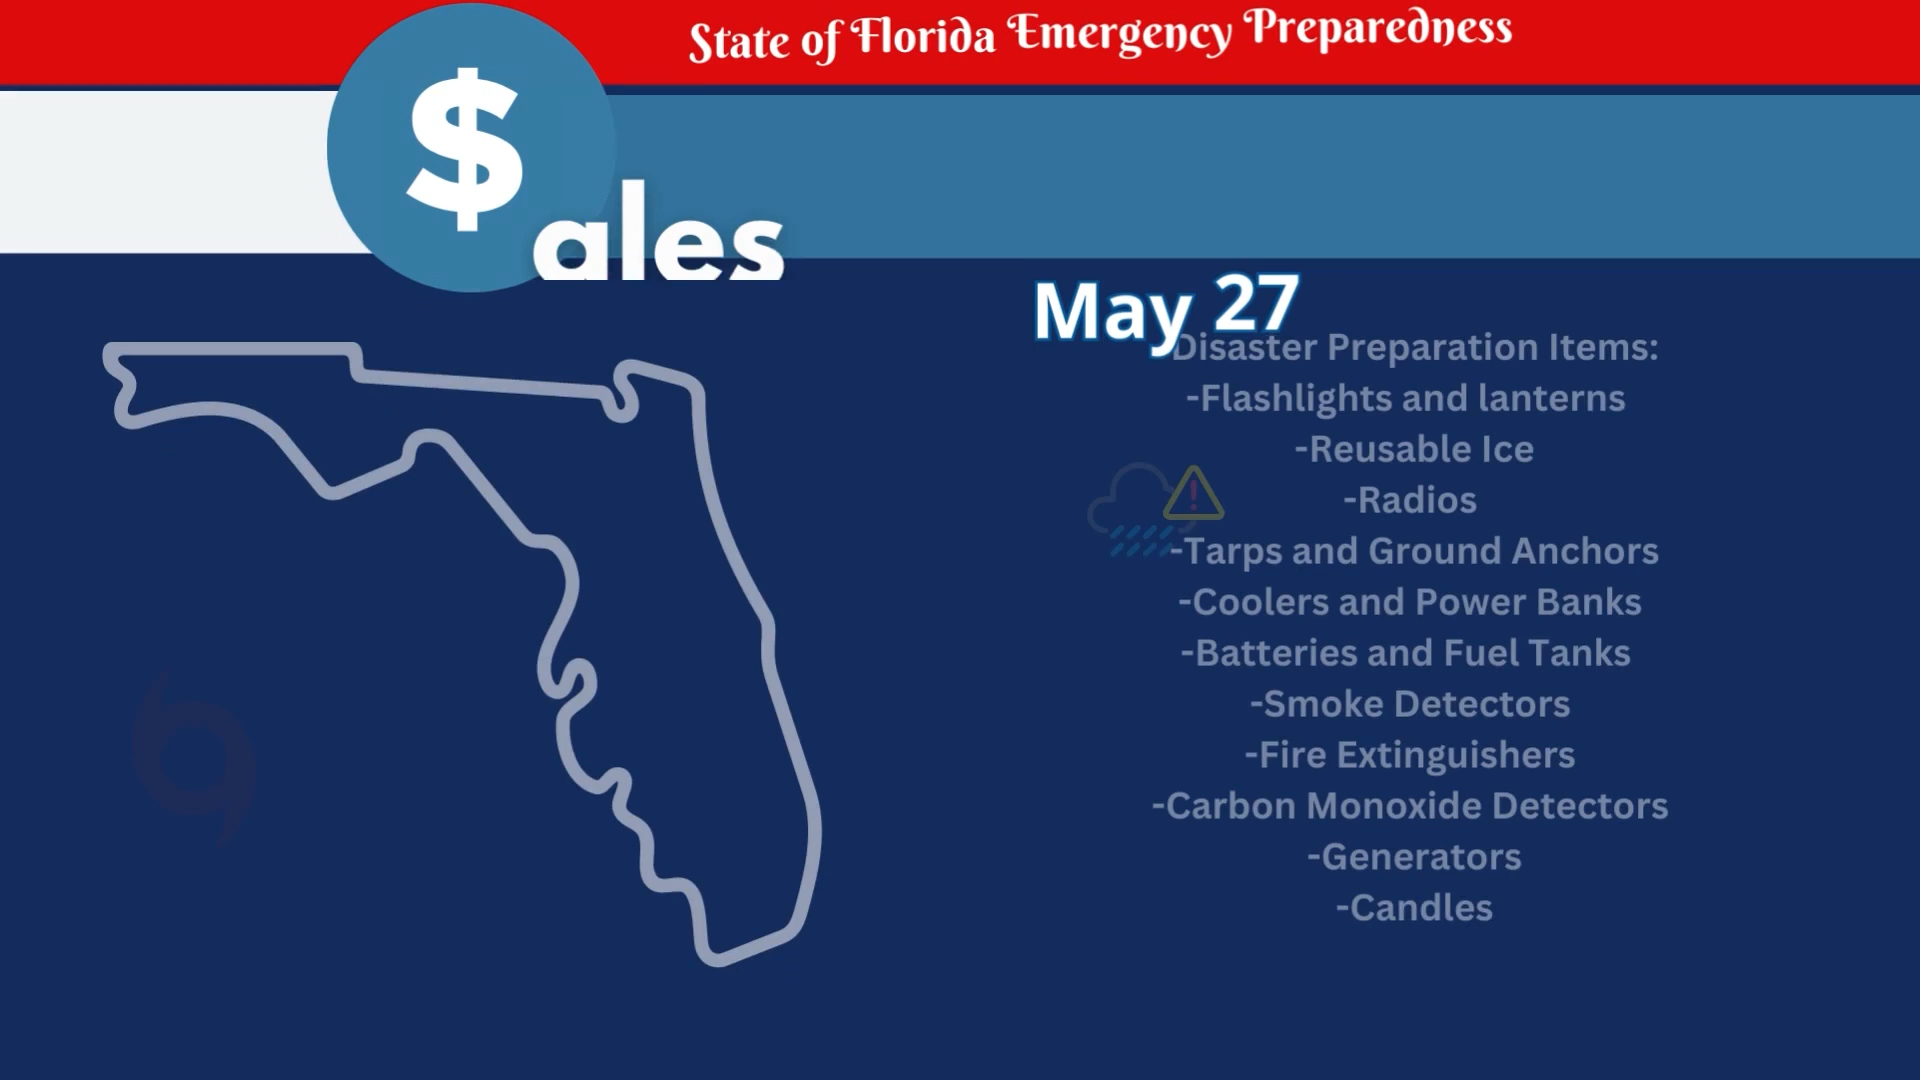 State of Florida Emergency Preparedness
$ales
May 27
Disaster Preparation Items:
-Flashlights and lanterns
-Reusable Ice
-Radios
-Tarps and Ground Anchors
-Coolers and Power Banks
-Batteries and Fuel Tanks
-Smoke Detectors
-Fire Extinguishers
-Carbon Monoxide Detectors
-Generators
-Candles